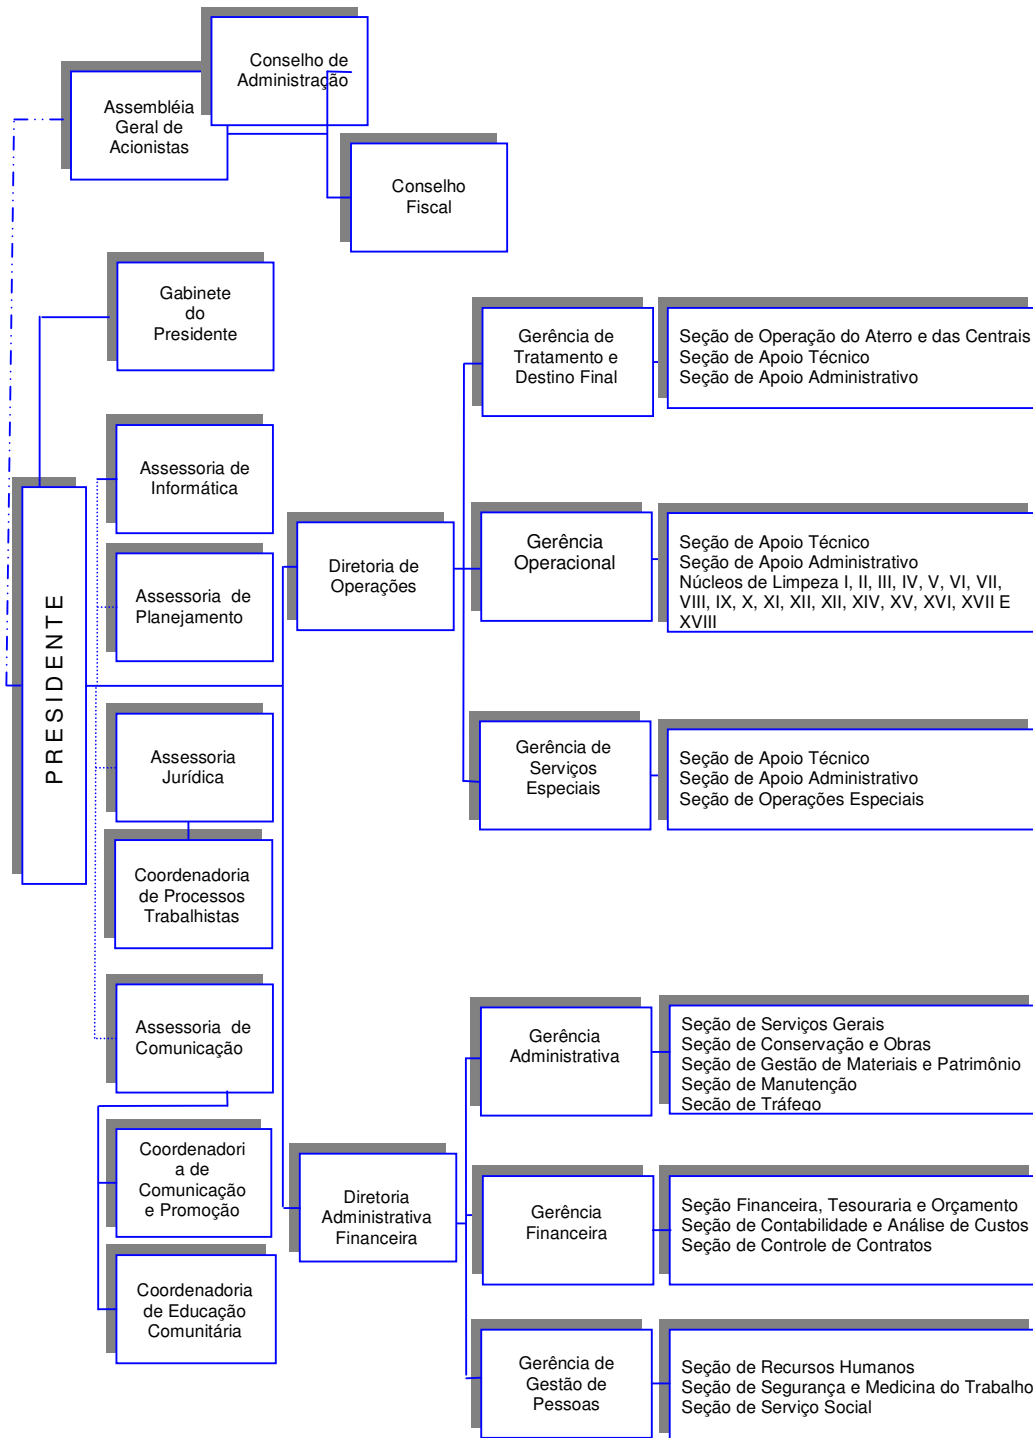 Conselho de
Administração
Assembléia
Geral de
Acionistas
Conselho
Fiscal
Gabinete
do
Presidente
Assessoria de
Informática
Assessoria de
Planejamento
PRESIDENTE
Assessoria
Jurídica
Coordenadoria
de Processos
Trabalhistas
Assessoria de
Comunicação
Coordenadori
a de
Comunicação
e Promoção
Coordenadoria
de Educação
Comunitária
Diretoria de
Operações
Gerência de
Tratamento e
Destino Final
Seção de Operação do Aterro e das Centrais
Seção de Apoio Técnico
Seção de Apoio Administrativo
Gerência
Operacional
Seção de Apoio Técnico
Seção de Apoio Administrativo
Núcleos de Limpeza I, II, III, IV, V, VI, VII,
VIII, IX, X, XI, XII, XII, XIV, XV, XVI, XVII E
XVIII
Gerência de
Serviços
Especiais
Seção de Apoio Técnico
Seção de Apoio Administrativo
Seção de Operações Especiais
Diretoria
Administrativa
Financeira
Gerência
Administrativa
Seção de Serviços Gerais
Seção de Conservação e Obras
Seção de Gestão de Materiais e Patrimônio
Seção de Manutenção
Seção de Tráfego
Gerência
Financeira
Seção Financeira, Tesouraria e Orçamento
Seção de Contabilidade e Análise de Custos
Seção de Controle de Contratos
Gerência de
Gestão de
Pessoas
Seção de Recursos Humanos
Seção de Segurança e Medicina do Trabalho
Seção de Serviço Social